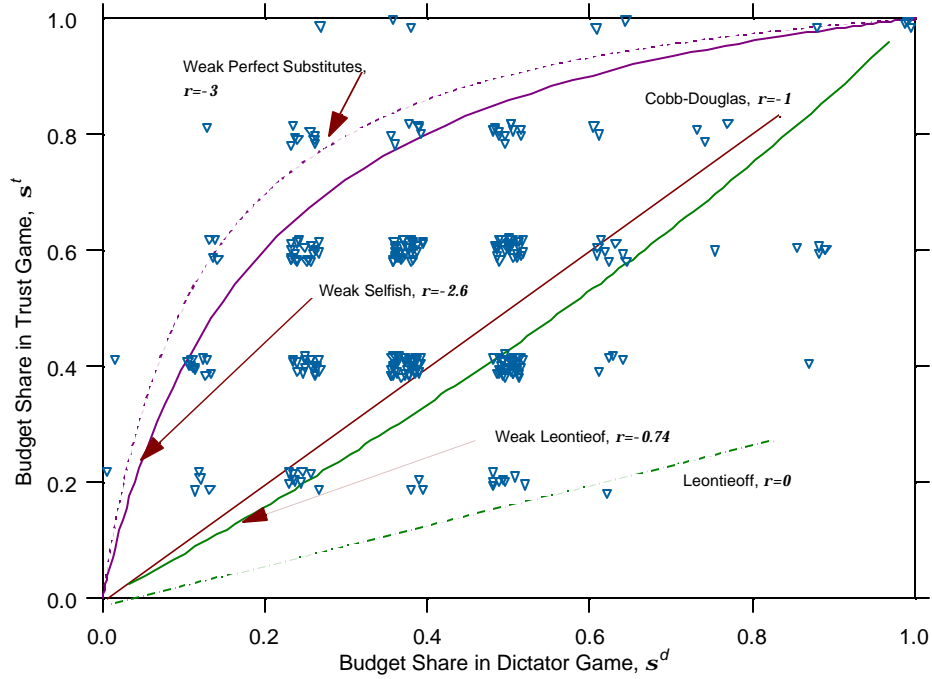 1.0
Weak Perfect Substitutes,
r=-3
Cobb-Douglas, r=-1
0.8
Budget Share in Trust Game, s^t
0.6
Weak Selfish, r=-2.6
0.4
Weak Leontieof, r=-0.74
Leontieoff, r=0
0.2
0.0
0.0 0.2 0.4 0.6 0.8 1.0
Budget Share in Dictator Game, s^d